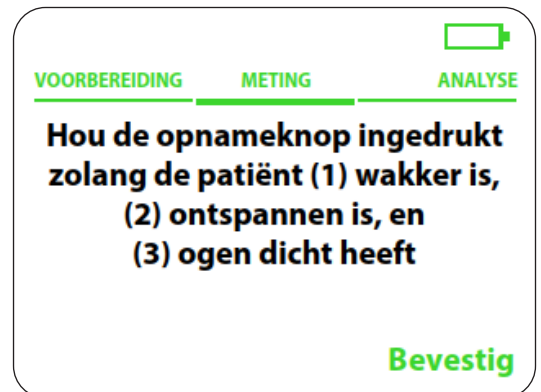 VOORBEREIDING METING ANALYSE
Hou de opnameknop ingedrukt
zolang de patiënt (1) wakker is,
(2) ontspannen is, en
(3) ogen dicht heeft
Bevestig